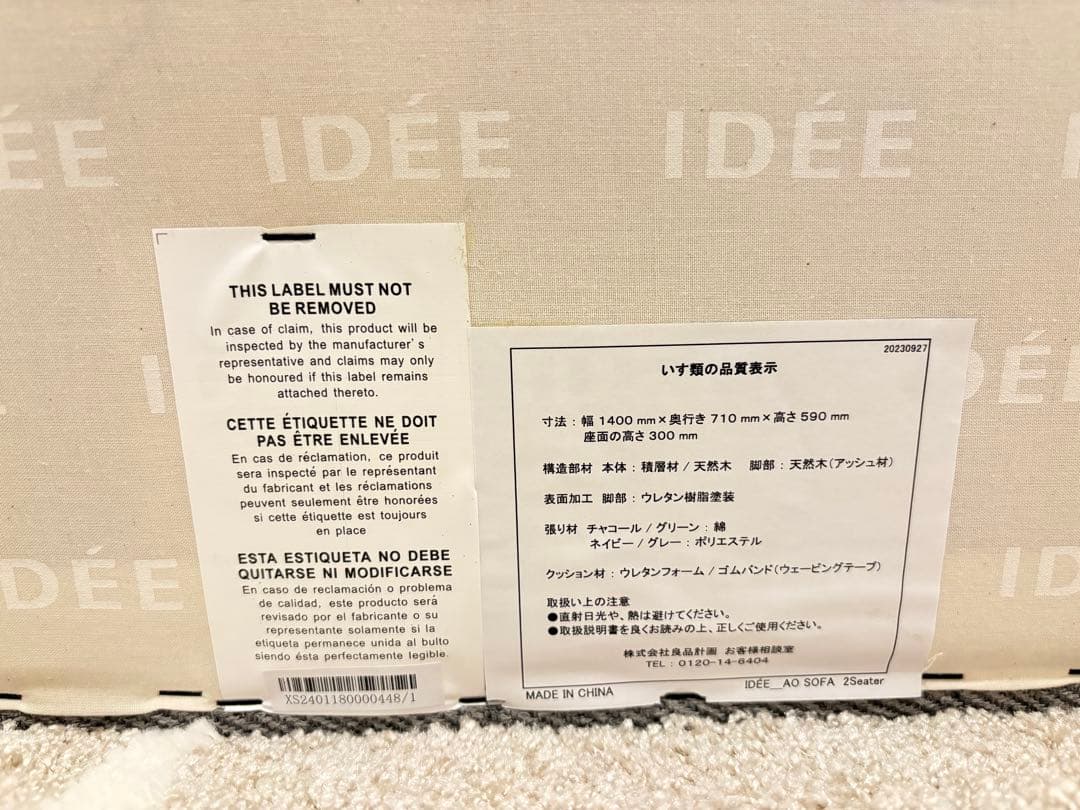 IDÉE
IDÉE
THIS LABEL MUST NOT
BE REMOVED
In case of claim, this product will be
inspected by the manufacturer's
representative and claims may only
be honoured if this label remains
attached thereto.
CETTE ÉTIQUETTE NE DOIT
PAS ÊTRE ENLEVÉE
En cas de réclamation, ce produit
sera inspecté par le représentant
du fabricant et les réclamations
peuvent seulement être honorées
si cette étiquette est toujours
en place
ESTA ESTIQUETA NO DEBE
QUITARSE NI MODIFICARSE
En caso de reclamación o problema
de calidad, este producto será
revisado por el fabricante o su
representante solamente si la
etiqueta permanece unida al bulto
siendo ésta perfectamente legible.
XS2401180000448/1
20230927
いす類の品質表示
寸法：幅 1400 mm×奥行き 710 mm×高さ 590 mm
座面の高さ 300 mm
構造部材 本体：積層材 / 天然木 脚部：天然木(アッシュ材)
表面加工 脚部：ウレタン樹脂塗装
張り材 チャコール / グリーン：綿
ネイビー / グレー：ポリエステル
クッション材：ウレタンフォーム / ゴムバンド(ウェービングテープ)
取扱い上の注意
●直射日光や、熱は避けてください。
●取扱説明書を良くお読みの上、正しくご使用ください。
株式会社良品計画 お客様相談室
TEL：0120-14-6404
MADE IN CHINA
IDÉE__AO SOFA 2Seater
IDÉE